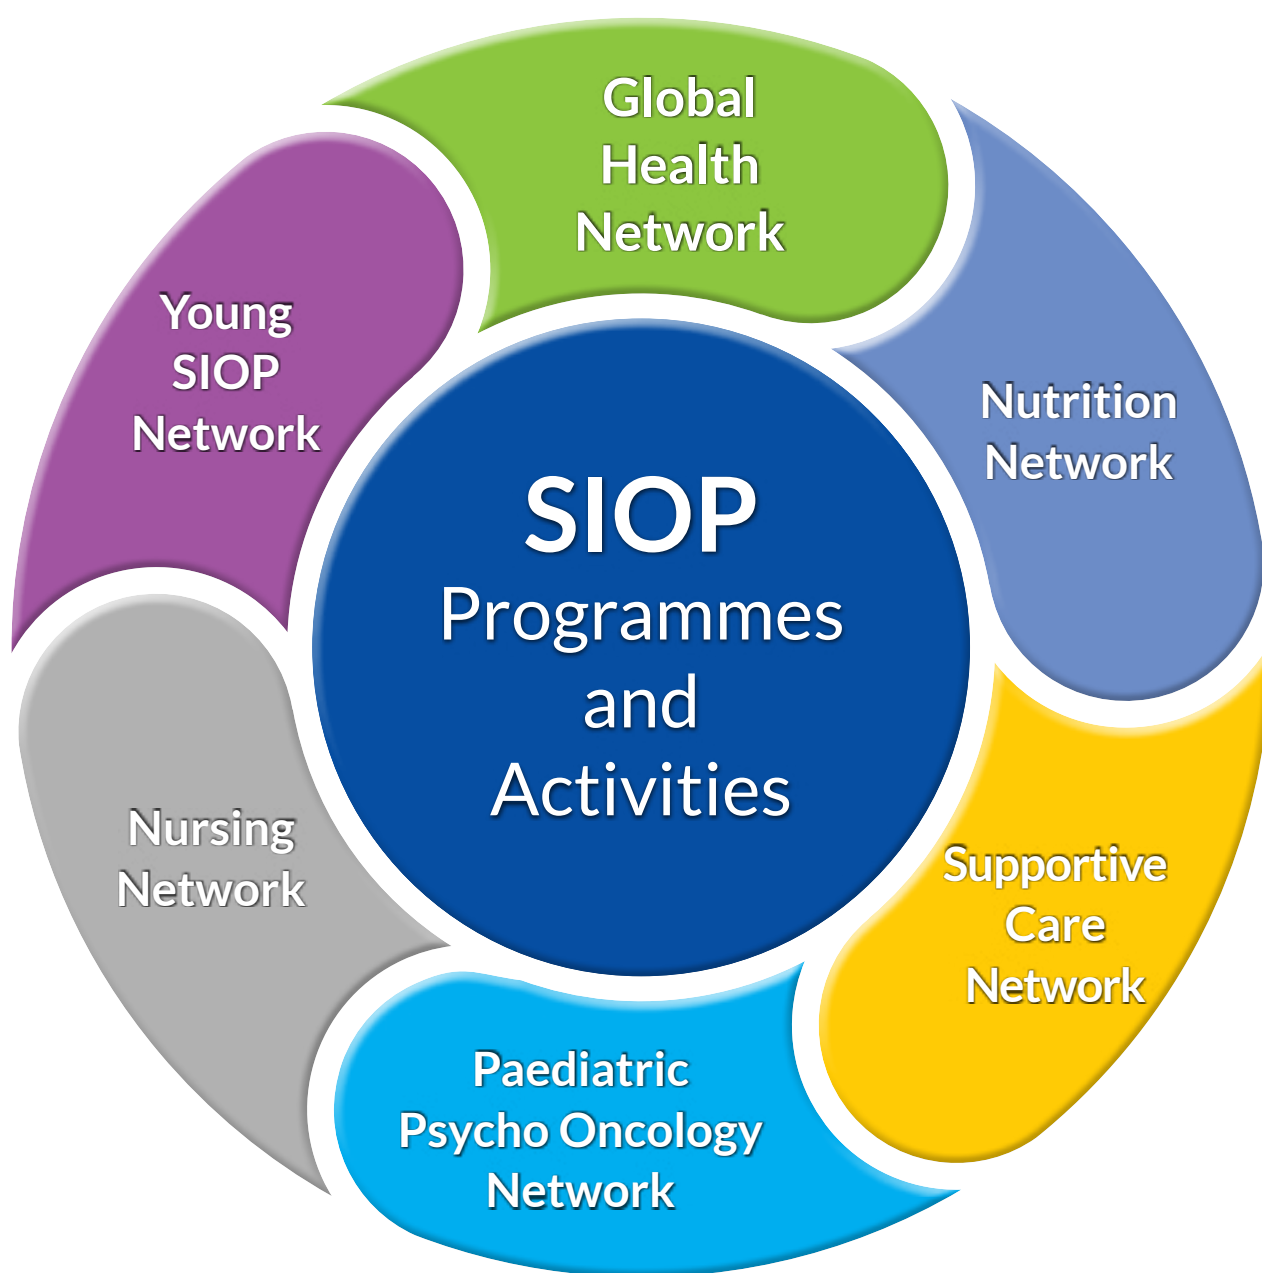 Global
Health
Network
Nutrition
Network
Supportive
Care
Network
Paediatric
Psycho Oncology
Network
Nursing
Network
Young
SIOP
Network
SIOP
Programmes
and
Activities